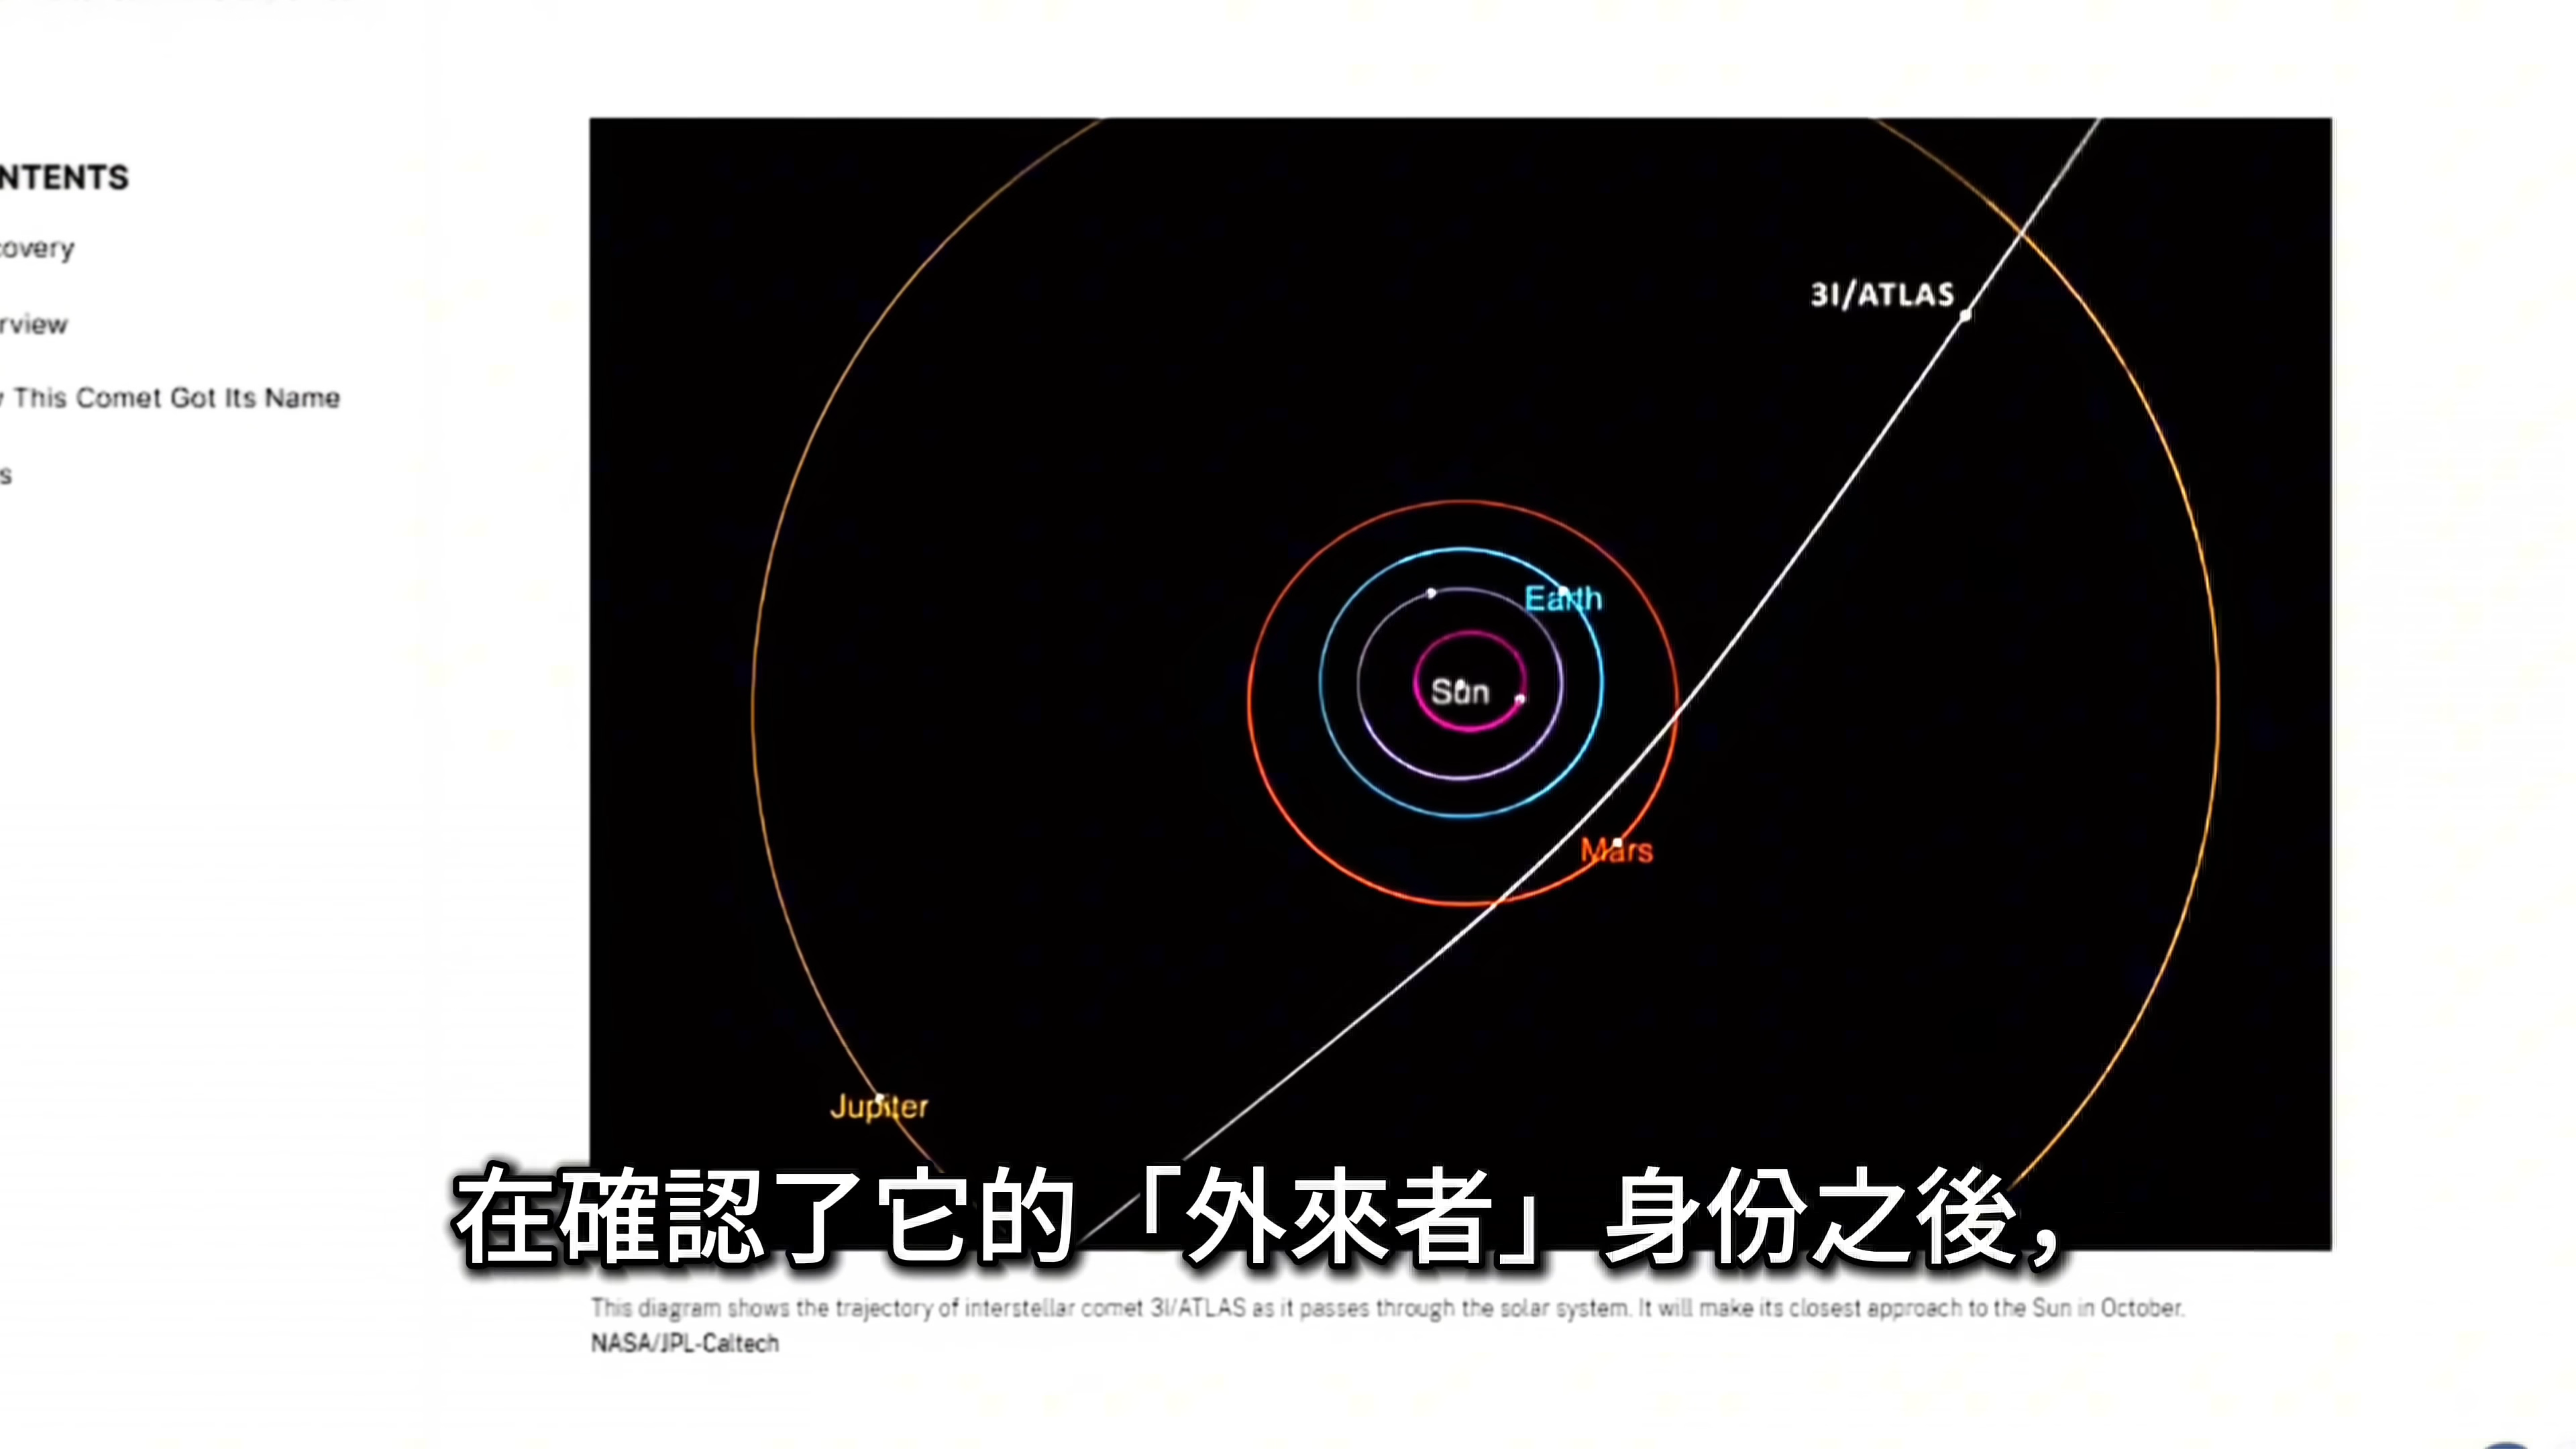 NTENTS
covery
rview
This Comet Got Its Name
s
3I/ATLAS
Earth
Sun
Mars
Jupiter
在確認了它的「外來者」身份之後，
This diagram shows the trajectory of interstellar comet 3I/ATLAS as it passes through the solar system. It will make its closest approach to the Sun in October.
NASA/JPL-Caltech